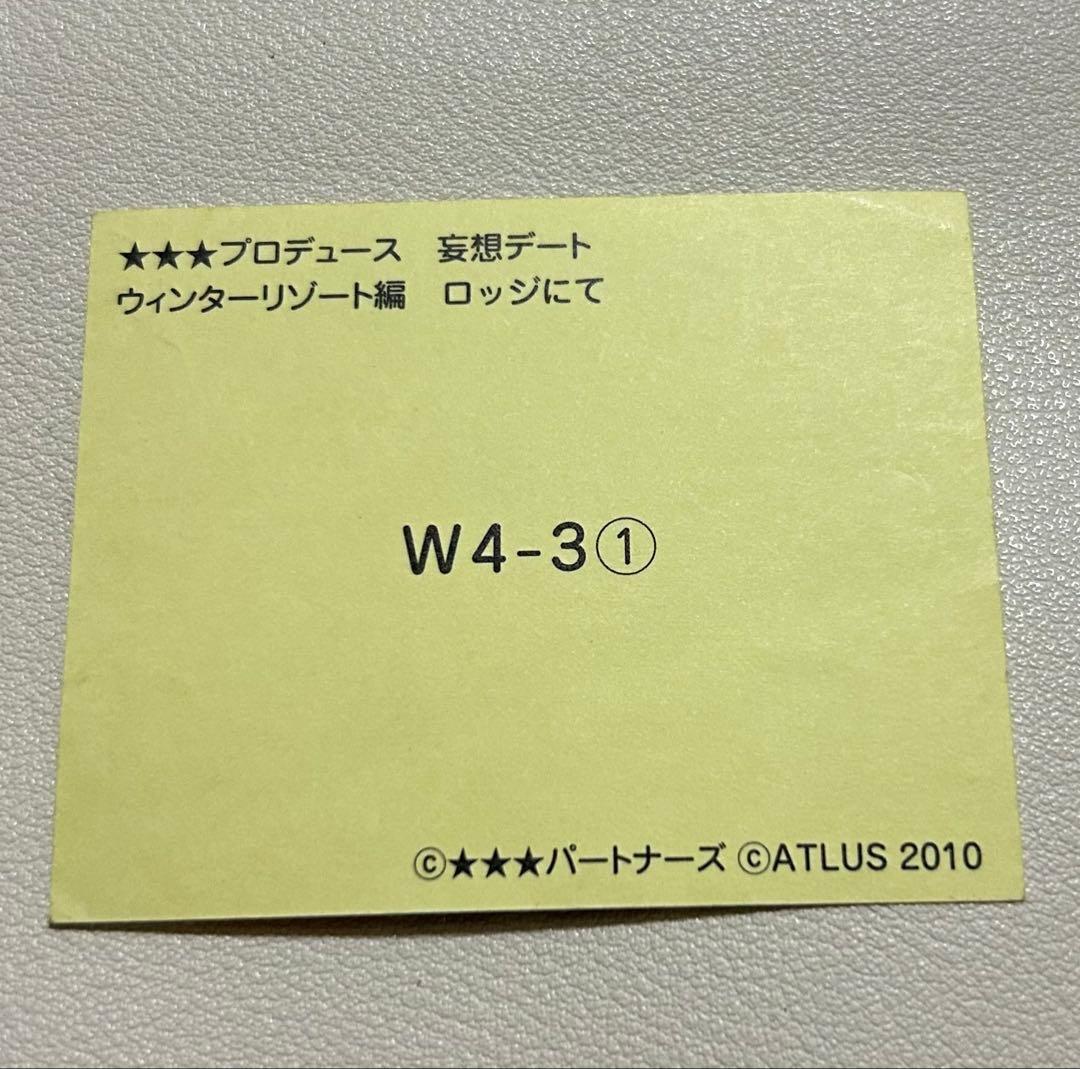 ★★★プロデュース　妄想デート
ウィンターリゾート編　ロッジにて
W4-3①
©★★★パートナーズ ©ATLUS 2010